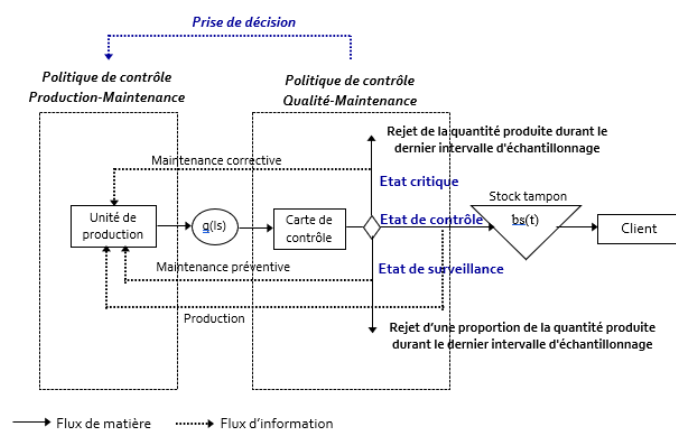 Prise de décision
Politique de contrôle
Production-Maintenance
Politique de contrôle
Qualité-Maintenance
Rejet de la quantité produite durant le
dernier intervalle d'échantillonnage
Maintenance corrective
Etat critique
Stock tampon
Unité de
production
q(ls)
Carte de
contrôle
Etat de contrôle
bs(t)
Client
Maintenance préventive
Etat de surveillance
Production
Rejet d'une proportion de la quantité produite
durant le dernier intervalle d'échantillonnage
Flux de matière
Flux d'information